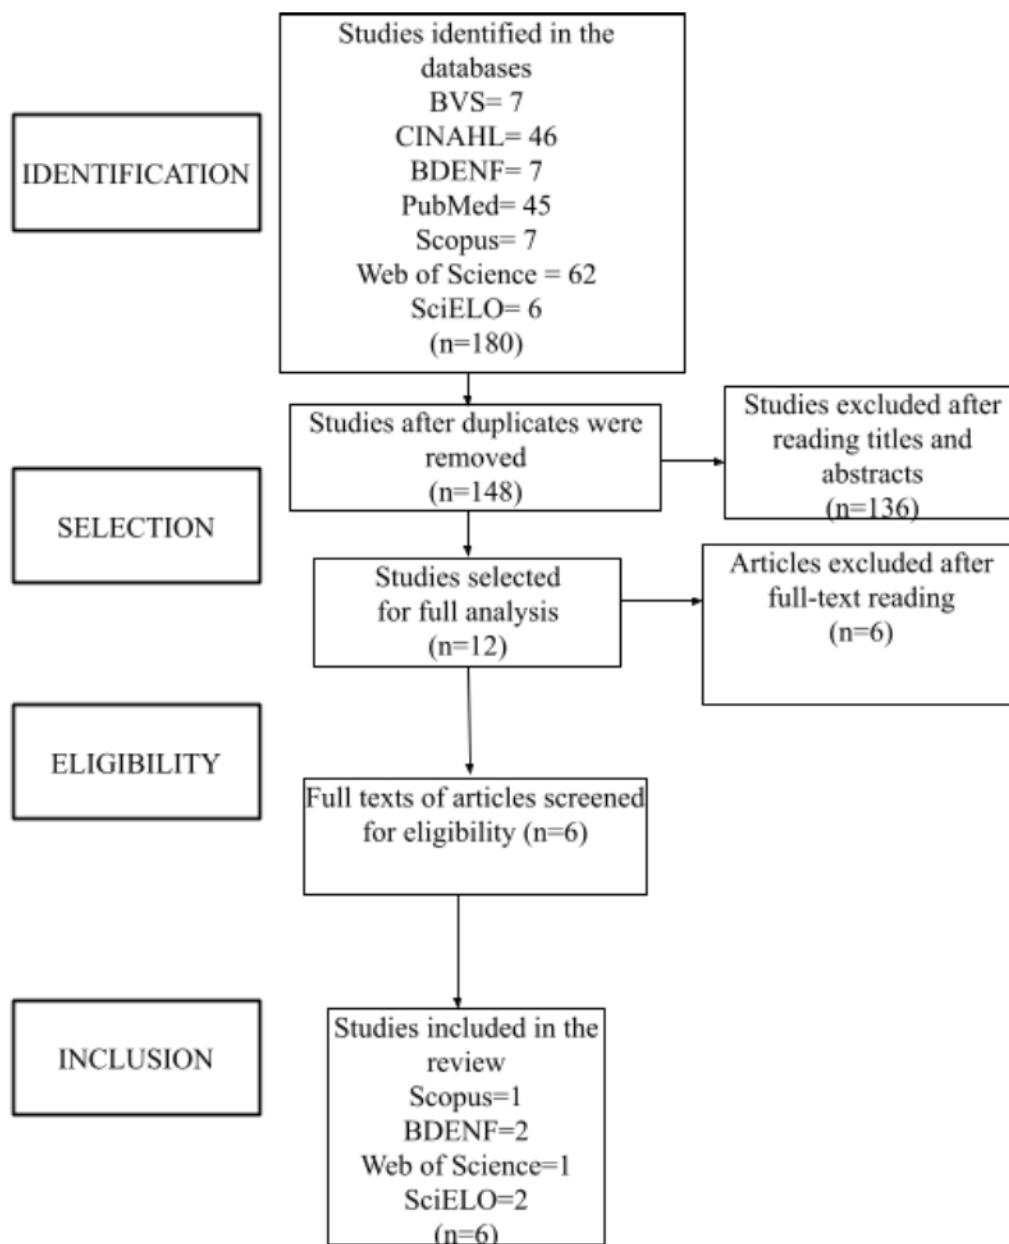 IDENTIFICATION
Studies identified in the
databases
BVS= 7
CINAHL= 46
BDENF= 7
PubMed= 45
Scopus= 7
Web of Science = 62
SciELO= 6
(n=180)
SELECTION
Studies after duplicates were
removed
(n=148)
Studies excluded after
reading titles and
abstracts
(n=136)
Studies selected
for full analysis
(n=12)
Articles excluded after
full-text reading
(n=6)
ELIGIBILITY
Full texts of articles screened
for eligibility (n=6)
INCLUSION
Studies included in the
review
Scopus=1
BDENF=2
Web of Science=1
SciELO=2
(n=6)